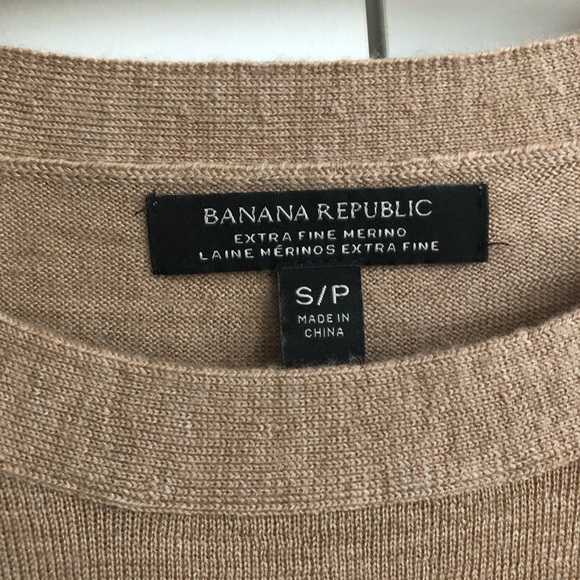 BANANA REPUBLIC
EXTRA FINE MERINO
LAINE MÉRINOS EXTRA FINE
S/P
MADE IN
CHINA